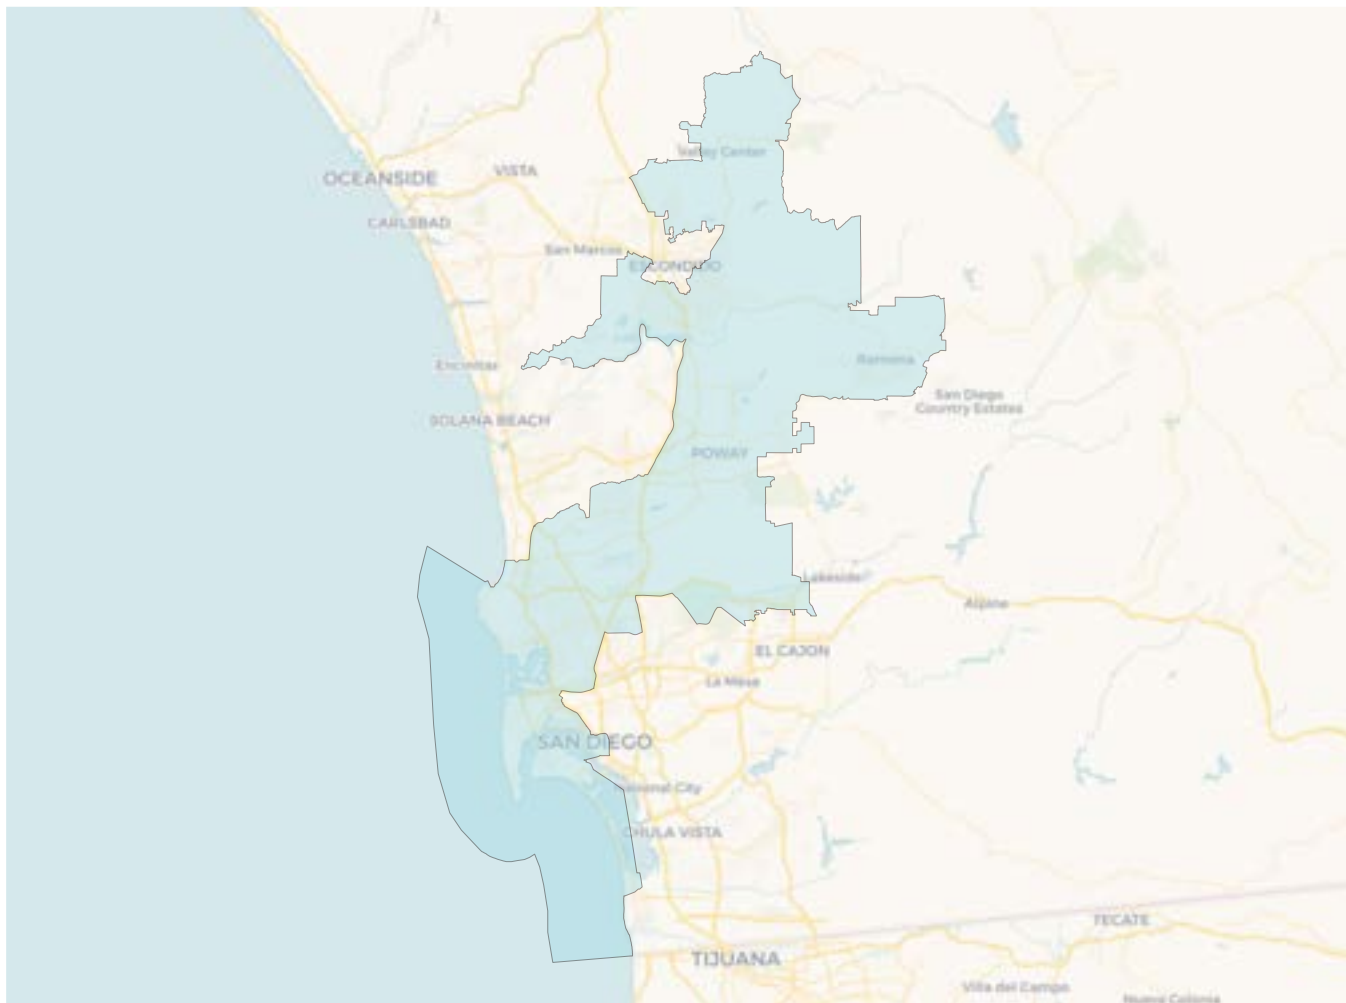 Valley Center
OCEANSIDE
VISTA
CARLSBAD
San Marcos
ESCONDIDO
Encinitas
Ramona
San Diego
Country Estates
SOLANA BEACH
POWAY
Lakeside
Alpine
EL CAJON
La Mesa
SAN DIEGO
National City
CHULA VISTA
TECATE
TIJUANA
Villa del Campo
Nueva Colonia